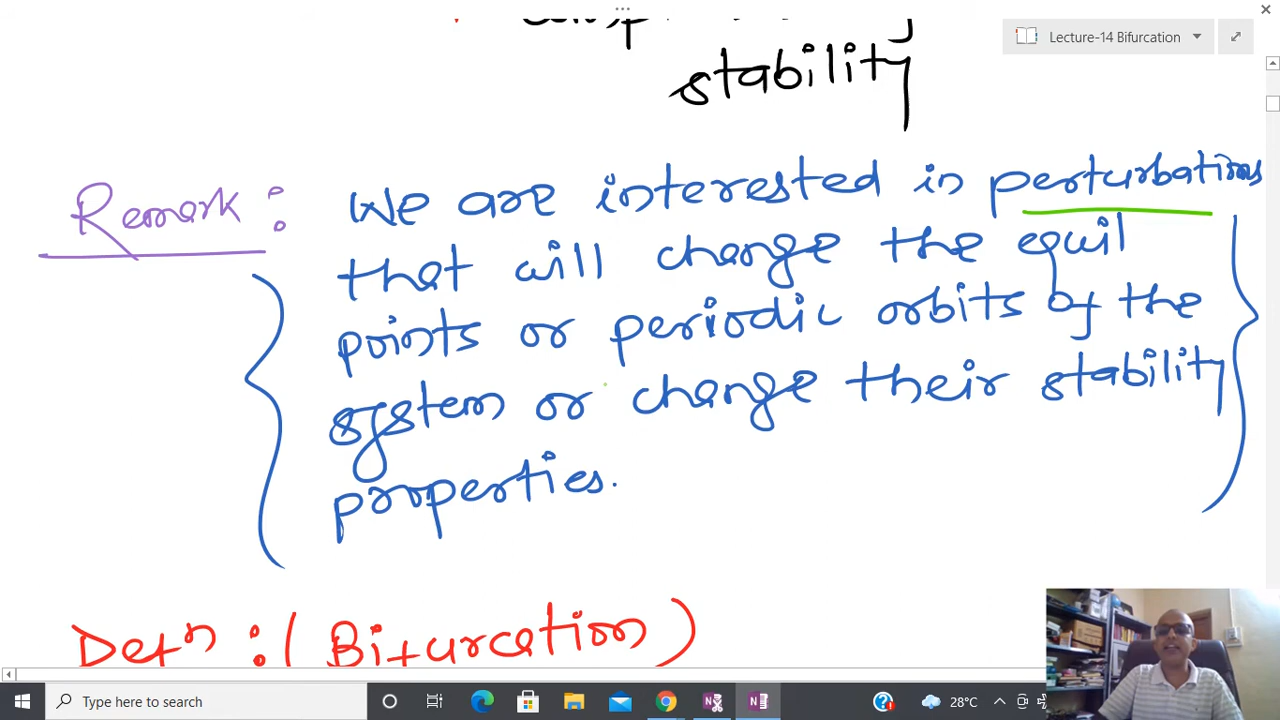 Lecture-14 Bifurcation
stability
Remark: We are interested in perturbations
that will change the equil
points or periodic orbits of the
system or change their stability
properties.
Defn: (Bifurcation)
Type here to search
28°C